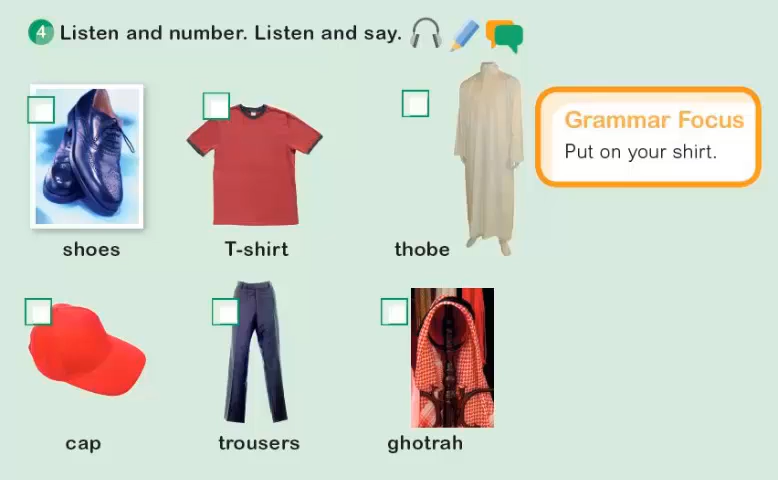 4 Listen and number. Listen and say.
Grammar Focus
Put on your shirt.
shoes
T-shirt
thobe
cap
trousers
ghotrah